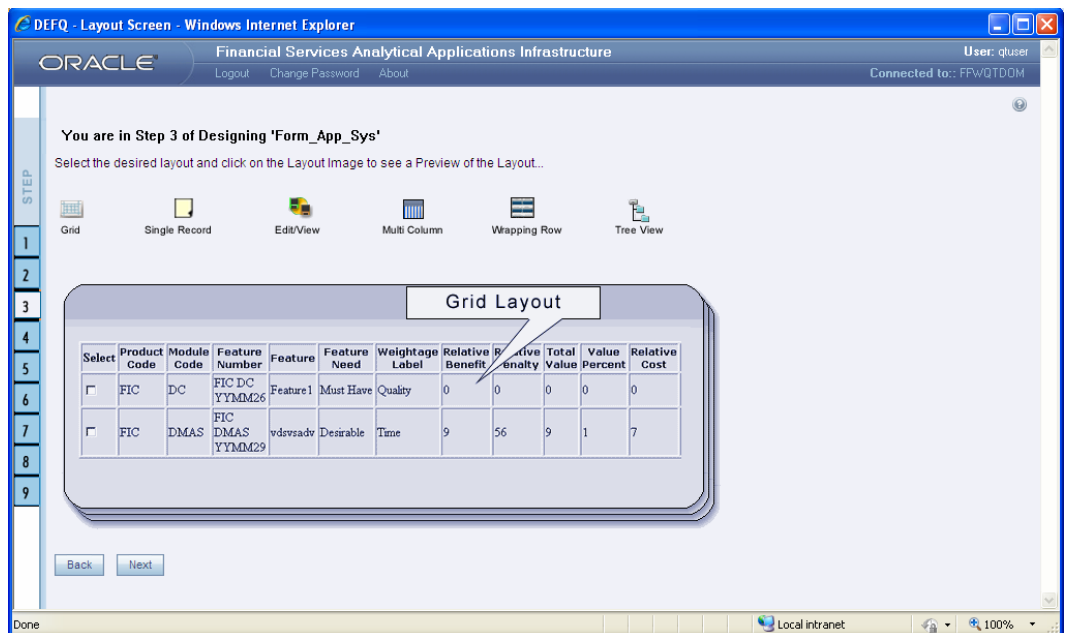 DEFQ - Layout Screen - Windows Internet Explorer
ORACLE
Financial Services Analytical Applications Infrastructure
User: qtuser
Logout Change Password About
Connected to:: FFWQTDOM
You are in Step 3 of Designing 'Form_App_Sys'
Select the desired layout and click on the Layout Image to see a Preview of the Layout...
STEP
1
2
3
4
5
6
7
8
9
Grid Single Record Edit/View Multi Column Wrapping Row Tree View
Grid Layout
Select Product Code Module Code Feature Number Feature Feature Need Weightage Label Relative Benefit Total Value Value Percent Relative Cost
FIC DC FIC DC YYMM26 Feature1 Must Have Quality 0 0 0 0 0
FIC DMAS FIC DMAS YYMM29 vdsvsadv Desirable Time 9 56 9 1 7
Back Next
Done
Local intranet
100%